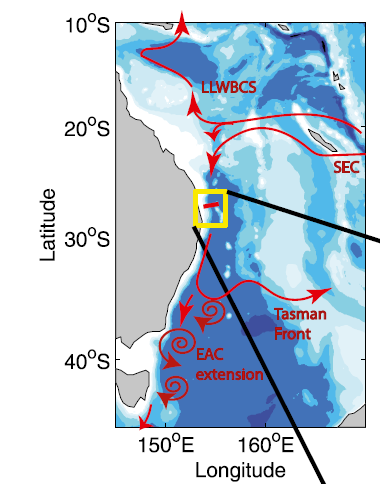 10°S
LLWBCS
20°S
SEC
Latitude
30°S
Tasman
Front
EAC
extension
40°S
150°E 160°E
Longitude